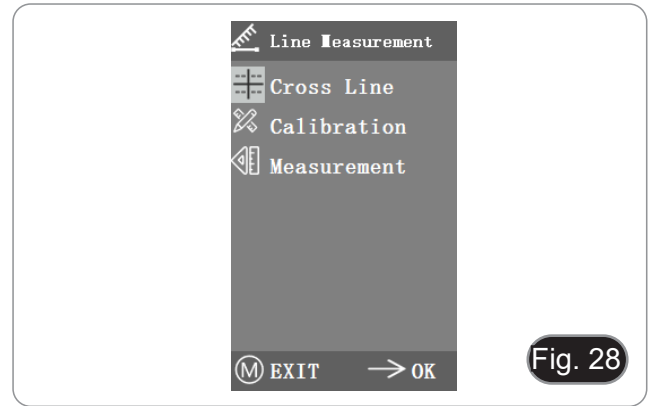 Line Measurement
Cross Line
Calibration
Measurement
M EXIT → OK
Fig. 28